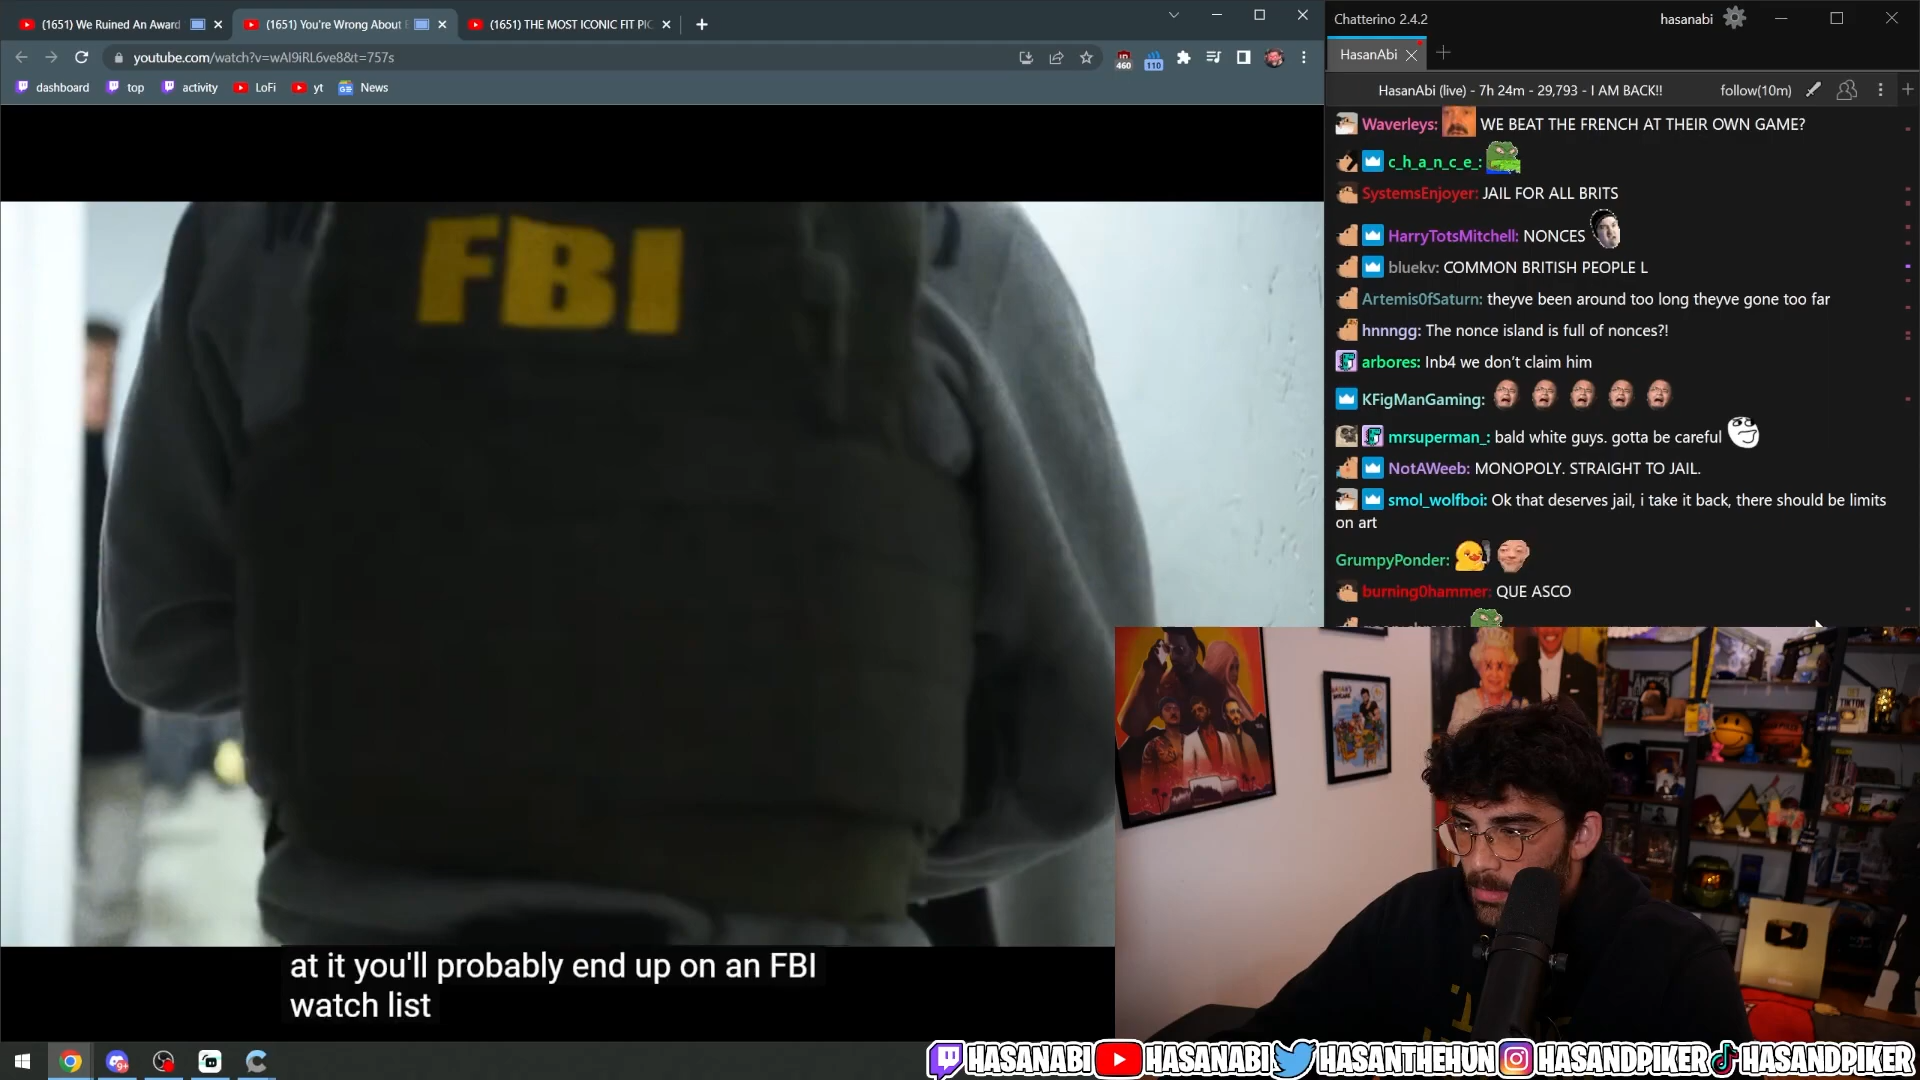 (1651) We Ruined An Award
(1651) You're Wrong About
(1651) THE MOST ICONIC FIT PIC
youtube.com/watch?v=wAI9iRL6ve8&t=757s
460
110
dashboard
top
activity
LoFi
yt
News
FBI
at it you'll probably end up on an FBI
watch list
Chatterino 2.4.2
hasanabi
HasanAbi
HasanAbi (live) - 7h 24m - 29,793 - I AM BACK!!
follow(10m)
Waverleys: WE BEAT THE FRENCH AT THEIR OWN GAME?
c_h_a_n_c_e_:
SystemsEnjoyer: JAIL FOR ALL BRITS
HarryTotsMitchell: NONCES
bluekv: COMMON BRITISH PEOPLE L
Artemis0fSaturn: theyve been around too long theyve gone too far
hnnngg: The nonce island is full of nonces?!
arbores: Inb4 we don't claim him
KFigManGaming:
mrsuperman_: bald white guys. gotta be careful
NotAWeeb: MONOPOLY. STRAIGHT TO JAIL.
smol_wolfboi: Ok that deserves jail, i take it back, there should be limits
on art
GrumpyPonder:
burning0hammer: QUE ASCO
TIKTOK
HASANABI HASANABI HASANTHEHUN HASANDPIKER HASANDPIKER